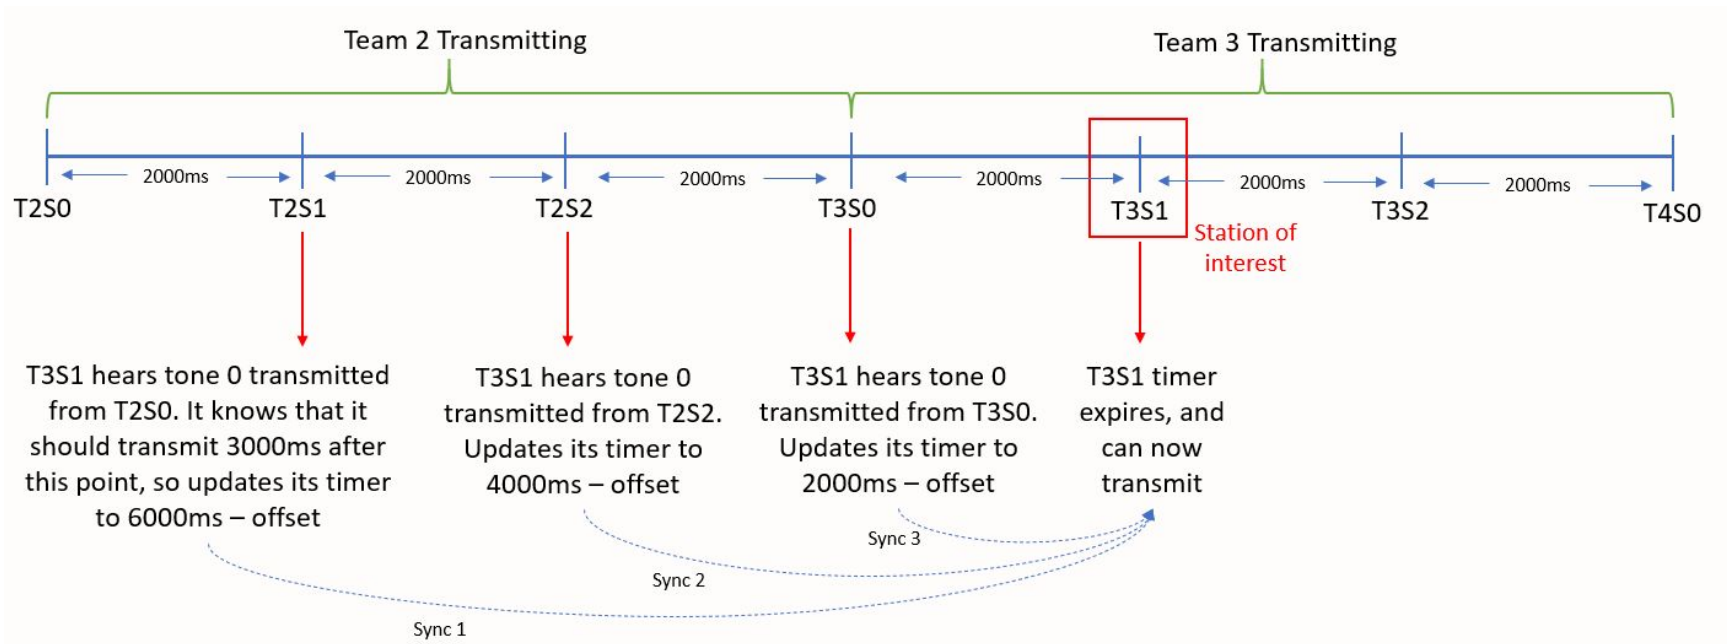 Team 2 Transmitting
Team 3 Transmitting
2000ms
2000ms
2000ms
2000ms
2000ms
2000ms
T2S0
T2S1
T2S2
T3S0
T3S1
T3S2
T4S0
Station of
interest
T3S1 hears tone 0 transmitted
from T2S0. It knows that it
should transmit 3000ms after
this point, so updates its timer
to 6000ms – offset
T3S1 hears tone 0
transmitted from T2S2.
Updates its timer to
4000ms – offset
T3S1 hears tone 0
transmitted from T3S0.
Updates its timer to
2000ms – offset
T3S1 timer
expires, and
can now
transmit
Sync 3
Sync 2
Sync 1